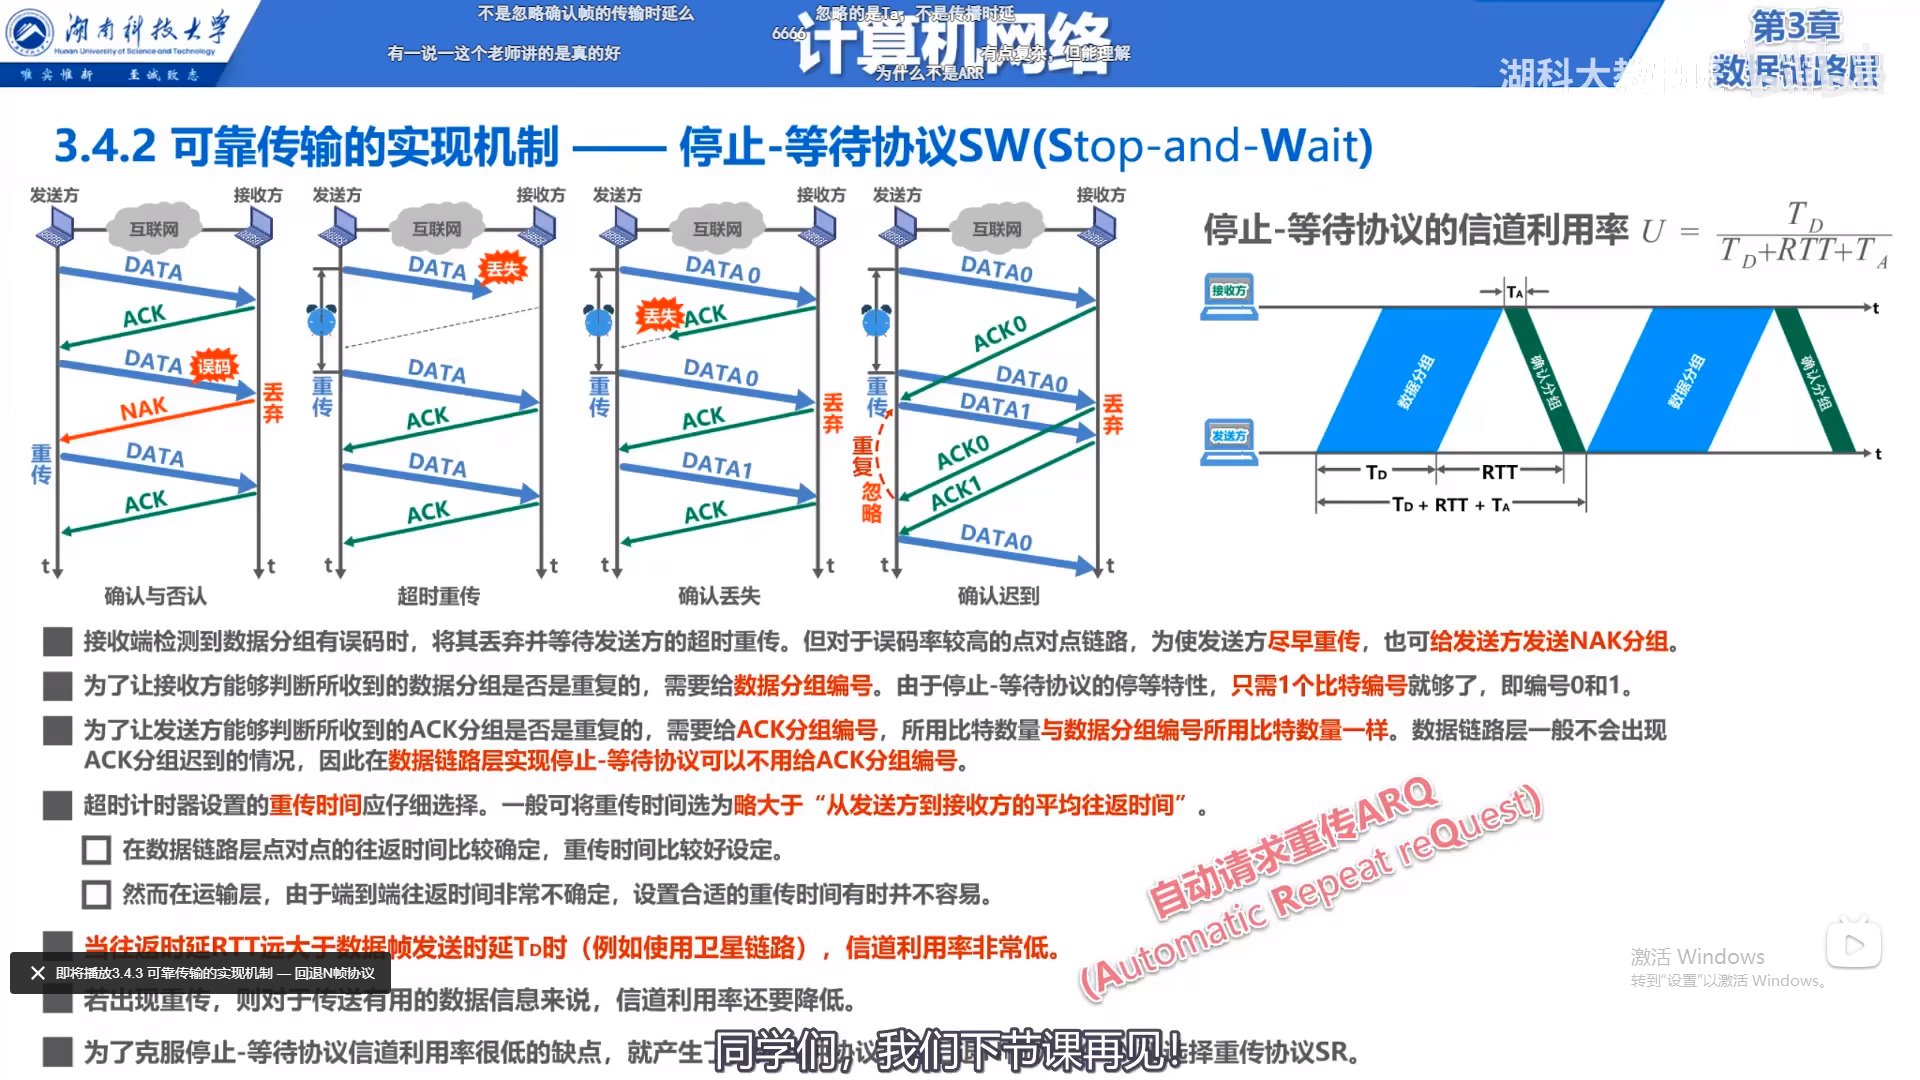 湖南科技大学
Hunan University of Science and Technology
唯实惟新 至诚致志
不是忽略确认帧的传输时延么
忽略的是Ta，不是传播时延
6666
有一说一这个老师讲的是真的好
有点复杂，但能理解
为什么不是ARR
计算机网络
第3章
数据链路层
湖科大教
3.4.2 可靠传输的实现机制 —— 停止-等待协议SW(Stop-and-Wait)
发送方 接收方 发送方 接收方 发送方 接收方 发送方 接收方
互联网 互联网 互联网 互联网
DATA
ACK
DATA 误码
NAK
丢弃
重传
DATA
ACK
t t
确认与否认
DATA 丢失
重传
DATA
ACK
DATA
ACK
t t
超时重传
DATA 0
丢失 ACK
重传
DATA 0
丢弃
ACK
DATA1
ACK
t t
确认丢失
DATA0
ACK0
重传
DATA0
DATA1
丢弃
重复
忽略
ACK0
ACK1
DATA0
t t
确认迟到
停止-等待协议的信道利用率 U = T_D / (T_D+RTT+T_A)
接收方
TA
t
数据分组 确认分组 数据分组 确认分组
发送方
t
TD RTT
TD + RTT + TA
接收端检测到数据分组有误码时，将其丢弃并等待发送方的超时重传。但对于误码率较高的点对点链路，为使发送方尽早重传，也可给发送方发送NAK分组。
为了让接收方能够判断所收到的数据分组是否是重复的，需要给数据分组编号。由于停止-等待协议的停等特性，只需1个比特编号就够了，即编号0和1。
为了让发送方能够判断所收到的ACK分组是否是重复的，需要给ACK分组编号，所用比特数量与数据分组编号所用比特数量一样。数据链路层一般不会出现
ACK分组迟到的情况，因此在数据链路层实现停止-等待协议可以不用给ACK分组编号。
超时计时器设置的重传时间应仔细选择。一般可将重传时间选为略大于“从发送方到接收方的平均往返时间”。
在数据链路层点对点的往返时间比较确定，重传时间比较好设定。
然而在运输层，由于端到端往返时间非常不确定，设置合适的重传时间有时并不容易。
自动请求重传ARQ
(Automatic Repeat reQuest)
当往返时延RTT远大于数据帧发送时延TD时（例如使用卫星链路），信道利用率非常低。
即将播放3.4.3 可靠传输的实现机制 — 回退N帧协议
激活 Windows
转到“设置”以激活 Windows。
若出现重传，则对于传送有用的数据信息来说，信道利用率还要降低。
为了克服停止-等待协议信道利用率很低的缺点，就产生了
协议
选择重传协议SR。
同学们，我们下节课再见！